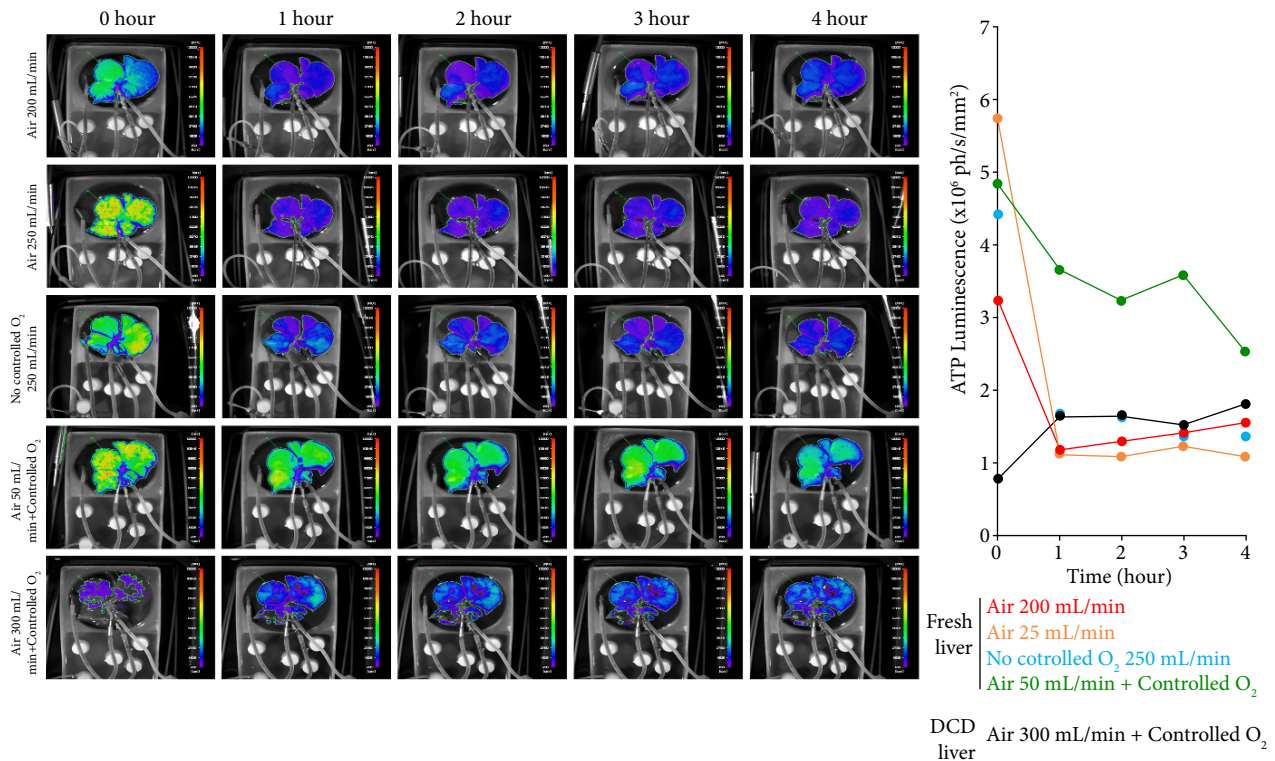 0 hour
1 hour
2 hour
3 hour
4 hour
Air 200 mL/min
Air 250 mL/min
No controlled O₂
250 mL/min
Air 50 mL/
min+Controlled O₂
Air 300 mL/
min+Controlled O₂
ATP Luminescence (x10⁶ ph/s/mm²)
7
6
5
4
3
2
1
0
0
1
2
3
4
Time (hour)
Fresh
liver
Air 200 mL/min
Air 25 mL/min
No cotrolled O₂ 250 mL/min
Air 50 mL/min + Controlled O₂
DCD
liver
Air 300 mL/min + Controlled O₂